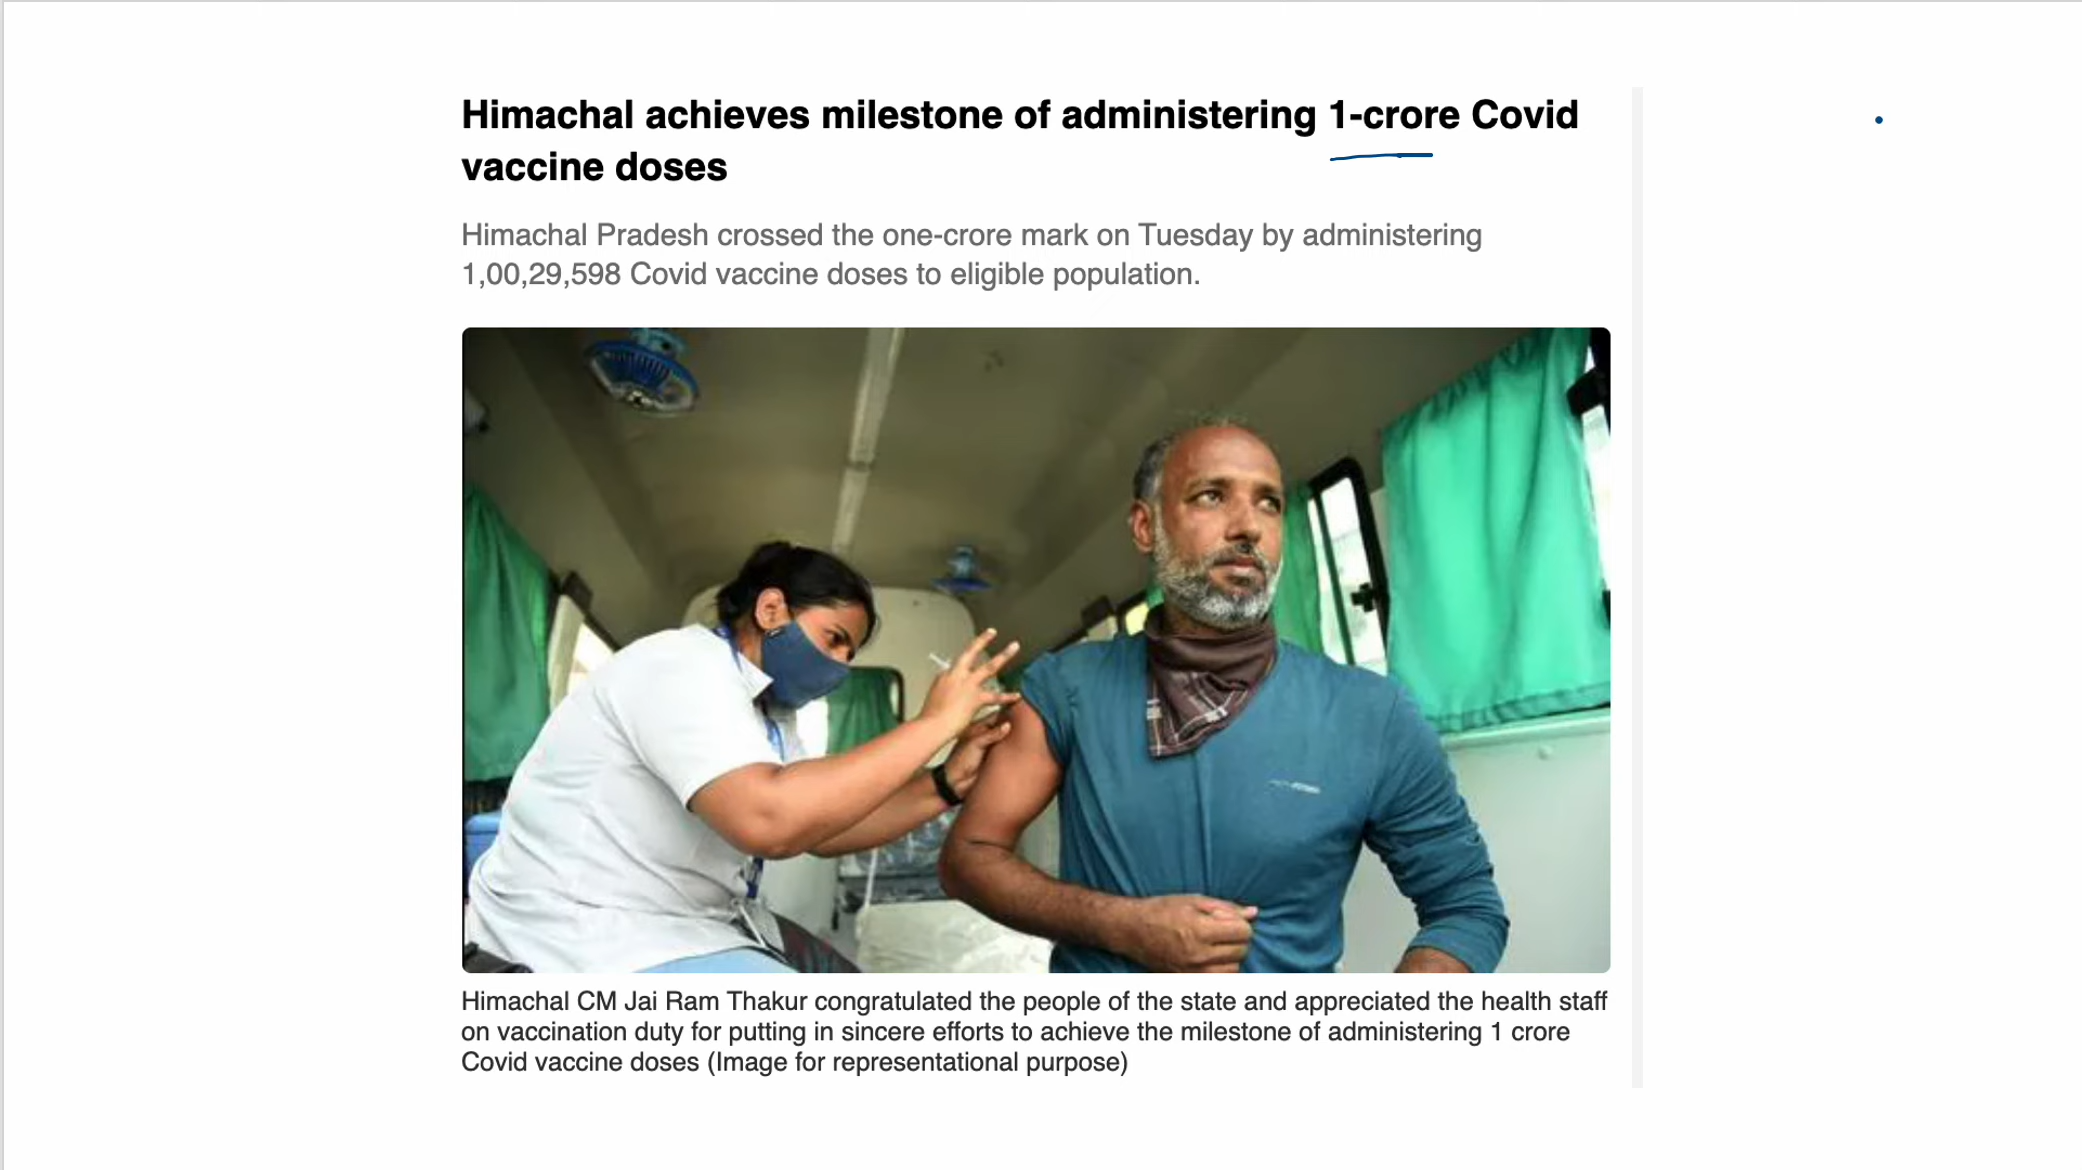 Himachal achieves milestone of administering 1-crore Covid
vaccine doses
Himachal Pradesh crossed the one-crore mark on Tuesday by administering
1,00,29,598 Covid vaccine doses to eligible population.
Himachal CM Jai Ram Thakur congratulated the people of the state and appreciated the health staff
on vaccination duty for putting in sincere efforts to achieve the milestone of administering 1 crore
Covid vaccine doses (Image for representational purpose)